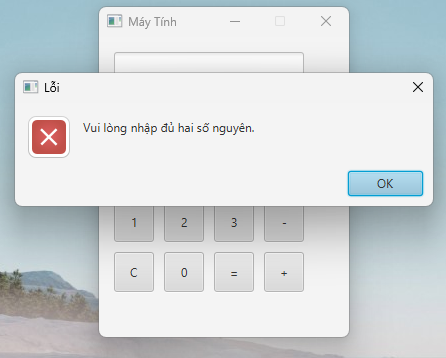 Máy Tính
Lỗi
Vui lòng nhập đủ hai số nguyên.
OK
1 2 3 -
C 0 = +